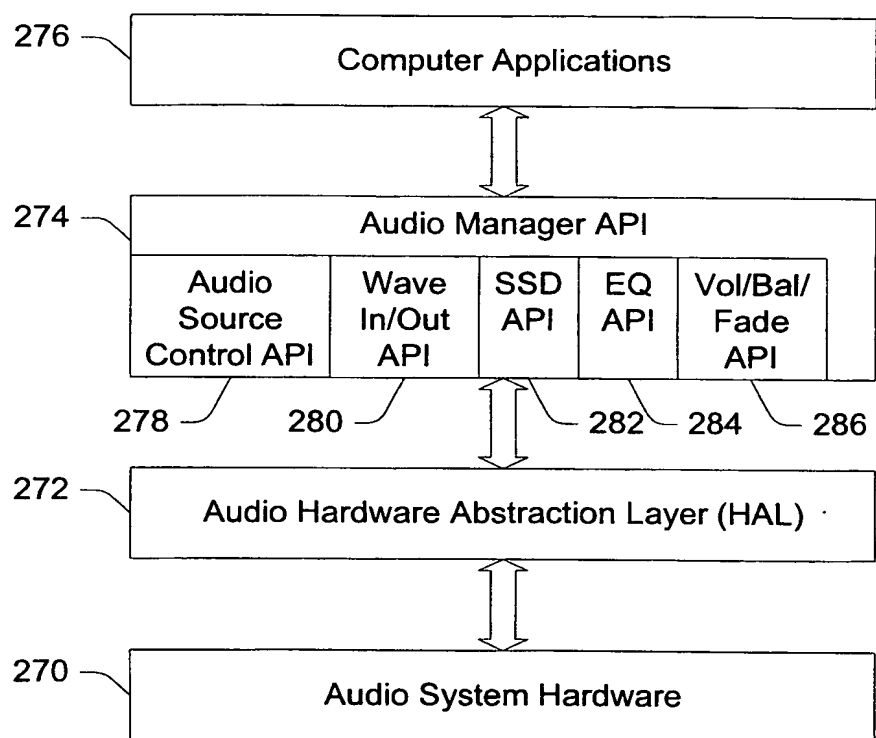 276
Computer Applications
274
Audio Manager API
Audio
Source
Control API
Wave
In/Out
API
SSD
API
EQ
API
Vol/Bal/
Fade
API
278
280
282
284
286
272
Audio Hardware Abstraction Layer (HAL)
270
Audio System Hardware